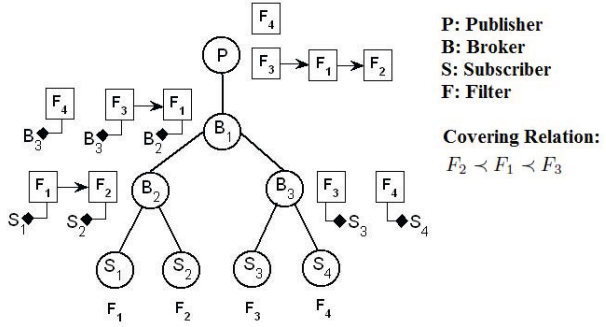 F4
P: Publisher
B: Broker
S: Subscriber
F: Filter
P
F3 F1 F2
F4 F3 F1
B3 B3 B2
B1
Covering Relation:
F2 ≺ F1 ≺ F3
F1 F2
B2 B3
F3 F4
S1 S2
S3 S4
S1 S2 S3 S4
F1 F2 F3 F4